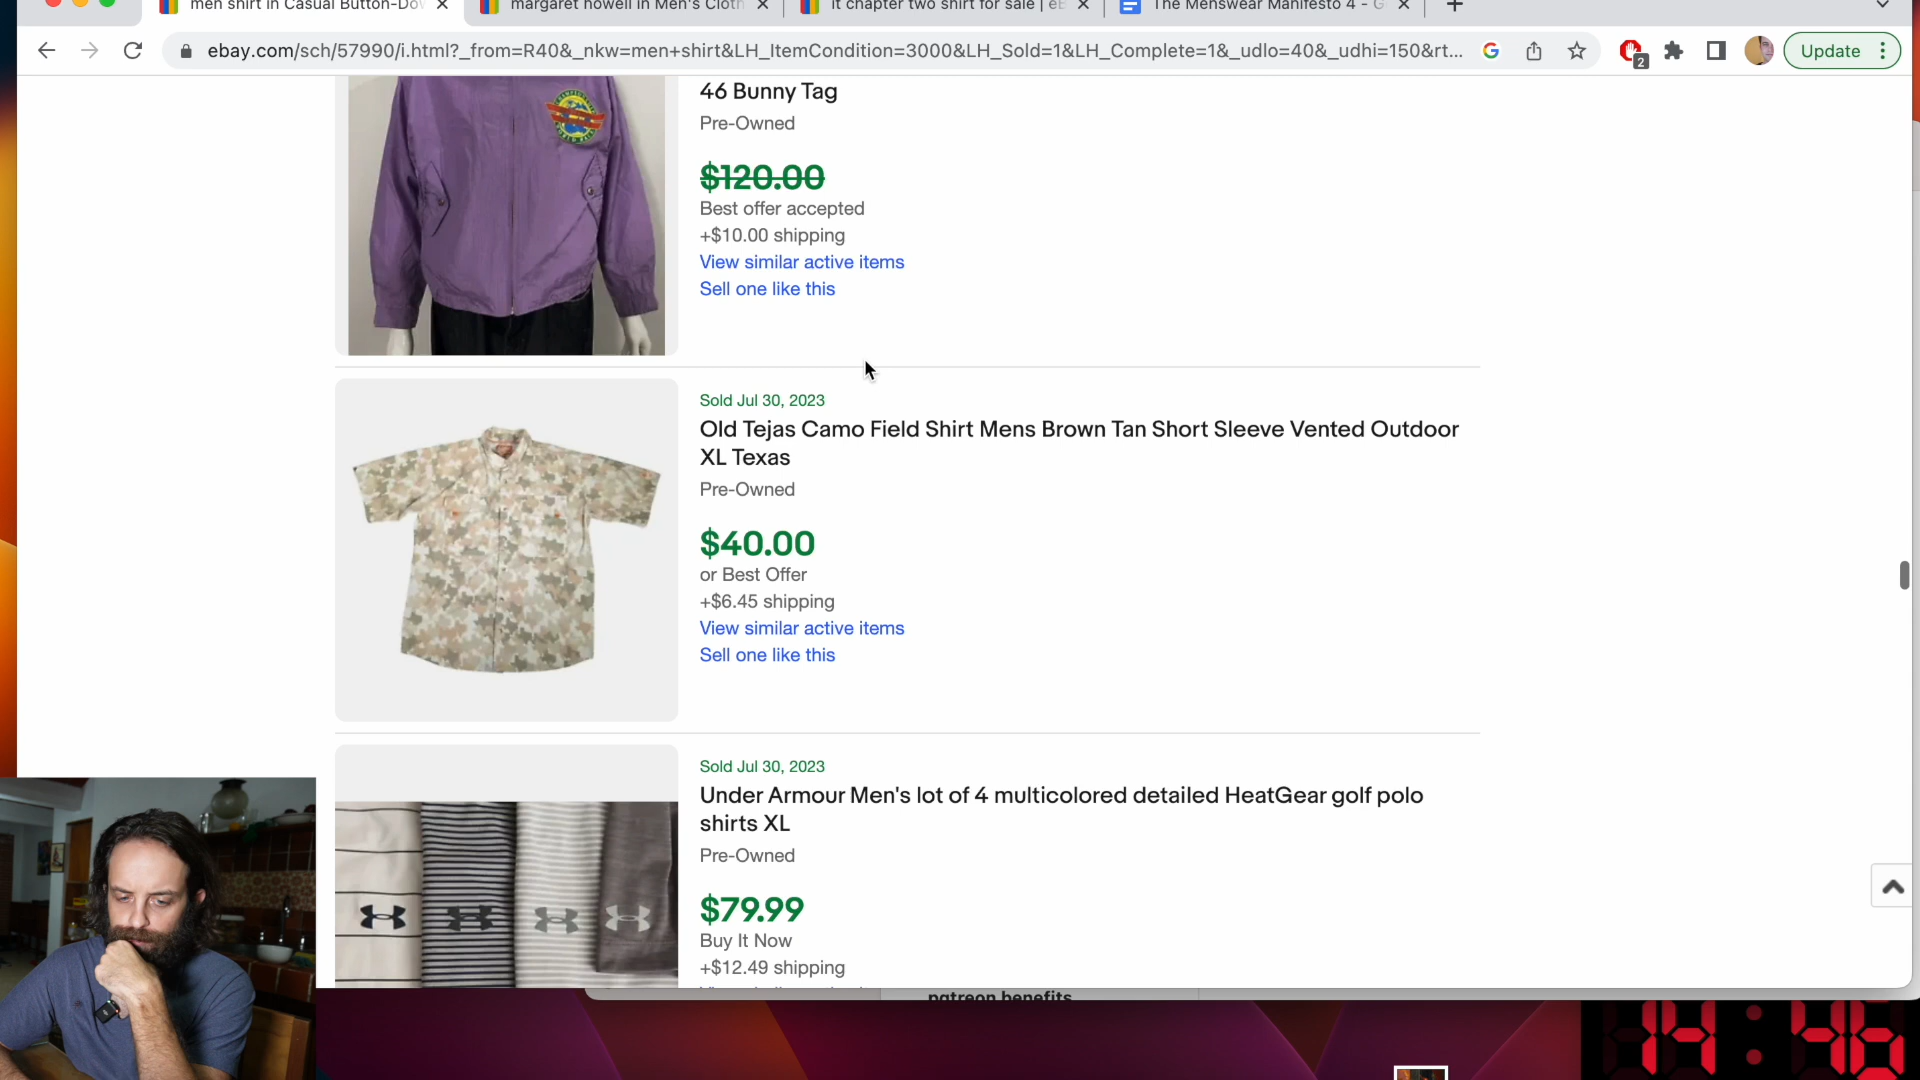 men shirt in Casual Button-Dov
margaret howell in Men's Cloth
it chapter two shirt for sale | eB
The Menswear Manifesto 4 - G
ebay.com/sch/57990/i.html?_from=R40&_nkw=men+shirt&LH_ItemCondition=3000&LH_Sold=1&LH_Complete=1&_udlo=40&_udhi=150&rt...
2
Update
46 Bunny Tag
Pre-Owned
$120.00
Best offer accepted
+$10.00 shipping
View similar active items
Sell one like this
Sold Jul 30, 2023
Old Tejas Camo Field Shirt Mens Brown Tan Short Sleeve Vented Outdoor
XL Texas
Pre-Owned
$40.00
or Best Offer
+$6.45 shipping
View similar active items
Sell one like this
Sold Jul 30, 2023
Under Armour Men's lot of 4 multicolored detailed HeatGear golf polo
shirts XL
Pre-Owned
$79.99
Buy It Now
+$12.49 shipping
patreon benefits
14:46